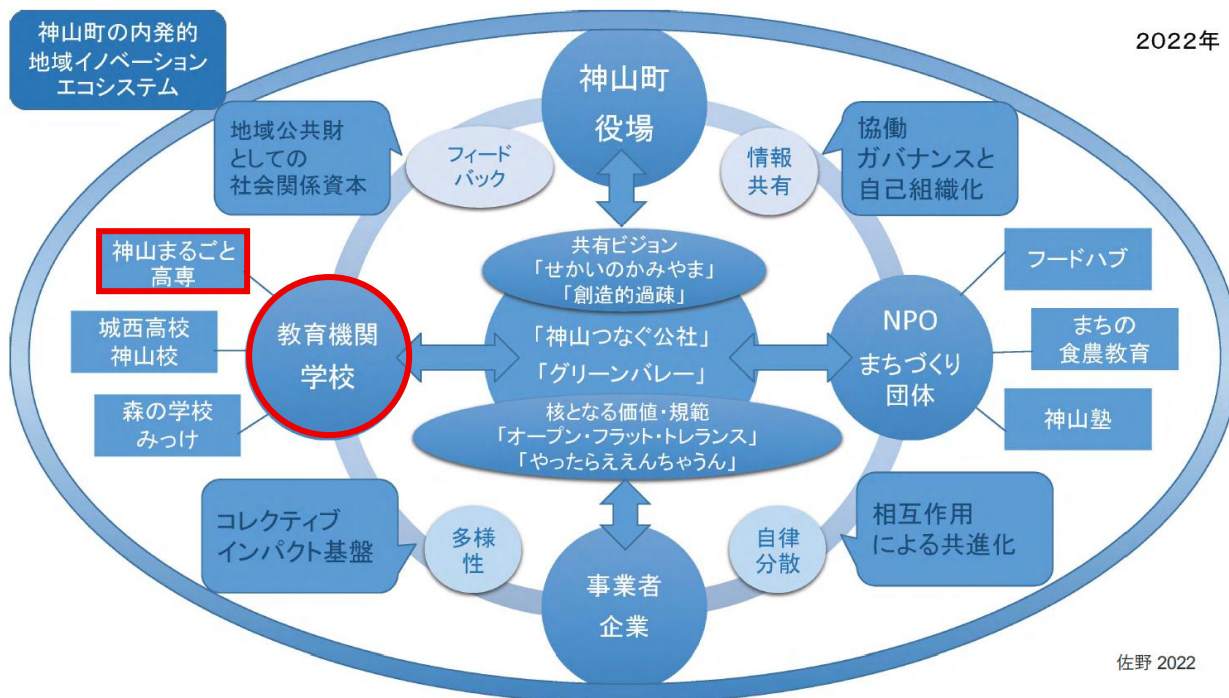 神山町の内発的
地域イノベーション
エコシステム
2022年
神山町
役場
地域公共財
としての
社会関係資本
フィード
バック
情報
共有
協働
ガバナンスと
自己組織化
共有ビジョン
「せかいのかみやま」
「創造的過疎」
神山まるごと
高専
城西高校
神山校
森の学校
みっけ
教育機関
学校
「神山つなぐ公社」
「グリーンバレー」
NPO
まちづくり
団体
フードハブ
まちの
食農教育
神山塾
核となる価値・規範
「オープン・フラット・トレランス」
「やったらええんちゃうん」
コレクティブ
インパクト基盤
多様
性
自律
分散
相互作用
による共進化
事業者
企業
佐野 2022